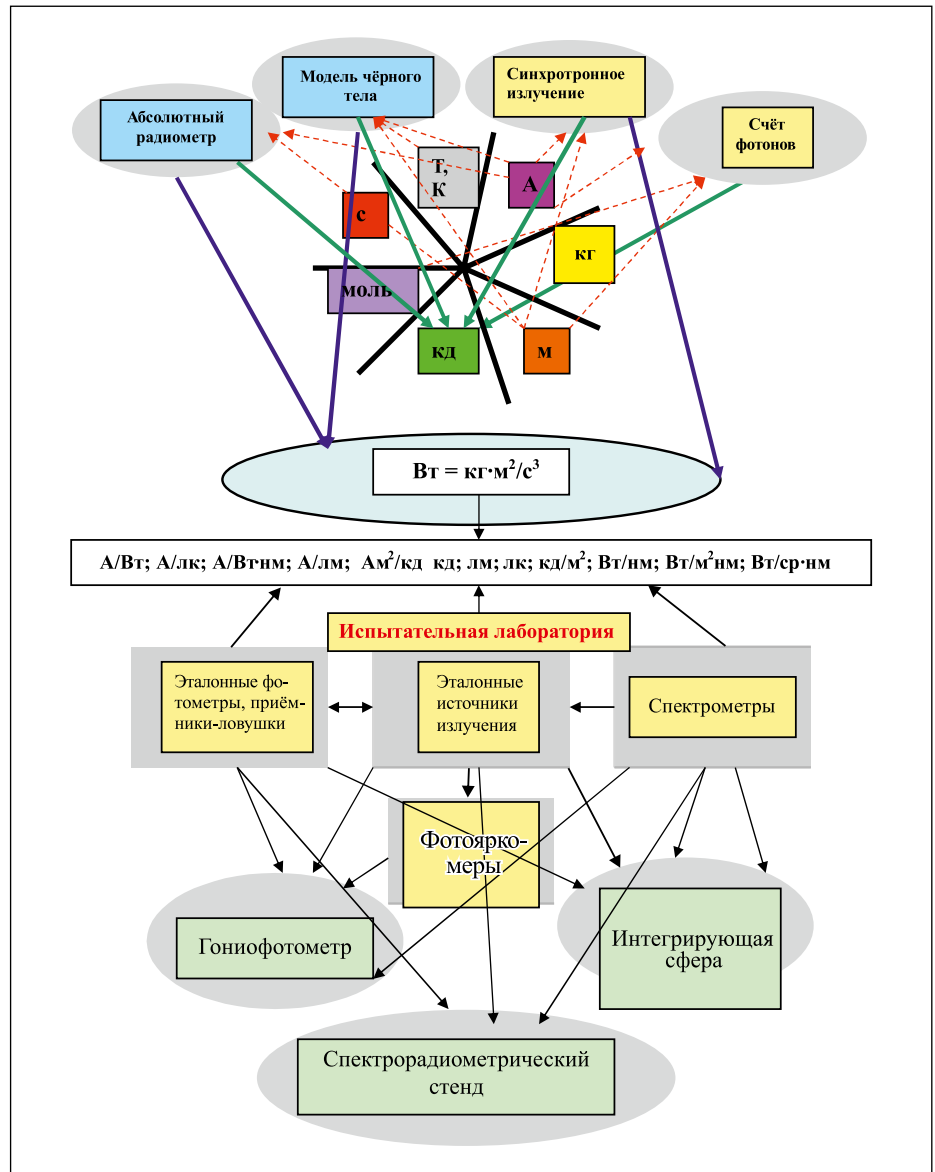 Модель чёрного
тела
Синхротронное
излучение
Абсолютный
радиометр
Счёт
фотонов
Т,
К
А
с
кг
моль
кд
м
Вт = кг·м²/с³
А/Вт; А/лк; А/Вт·нм; А/лм; Ам²/кд кд; лм; лк; кд/м²; Вт/нм; Вт/м²нм; Вт/ср·нм
Испытательная лаборатория
Эталонные фо-
тометры, приём-
ники-ловушки
Эталонные
источники
излучения
Спектрометры
Фотоярко-
меры
Гониофотометр
Интегрирующая
сфера
Спектрорадиометрический
стенд